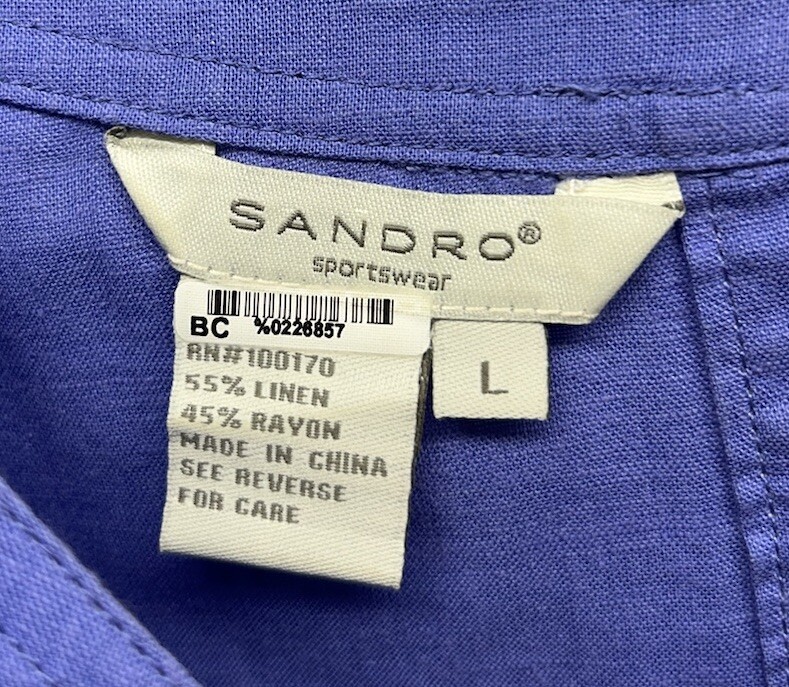 SANDRO®
sportswear
BC %0226857
RN#100170
55% LINEN
45% RAYON
MADE IN CHINA
SEE REVERSE
FOR CARE
L